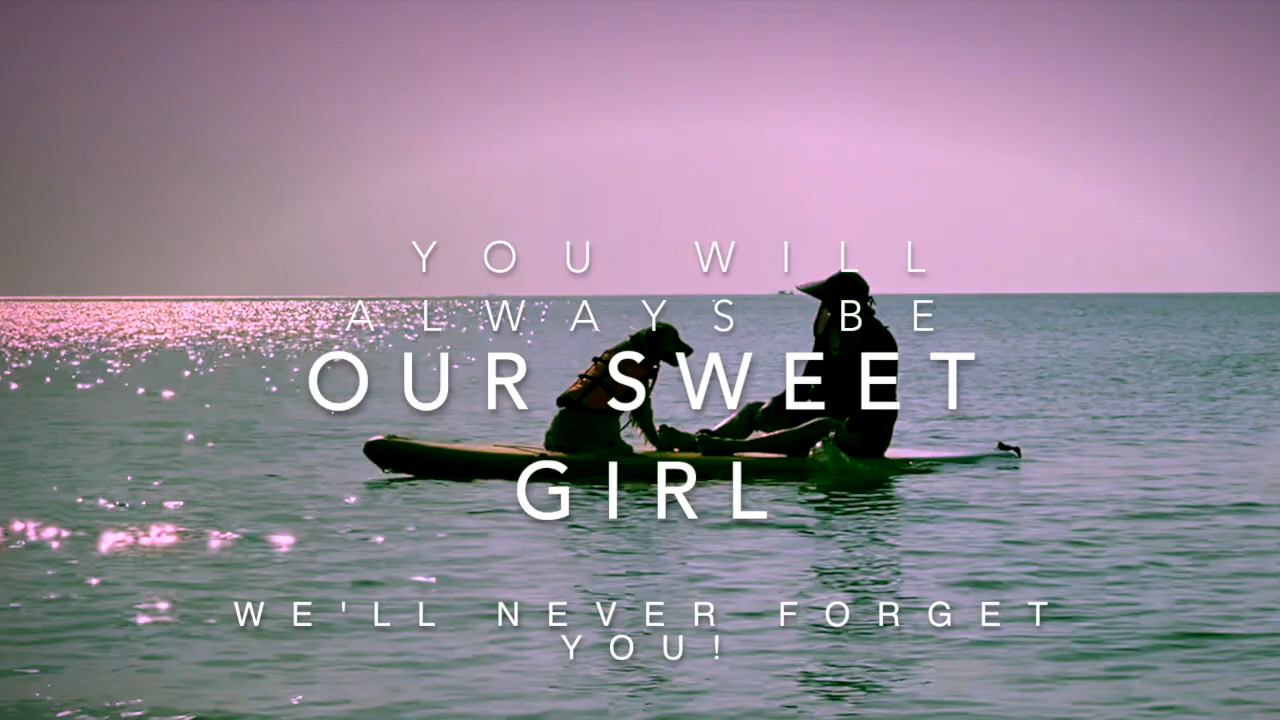 YOU WILL
ALWAYS BE
OUR SWEET
GIRL
WE'LL NEVER FORGET
YOU!